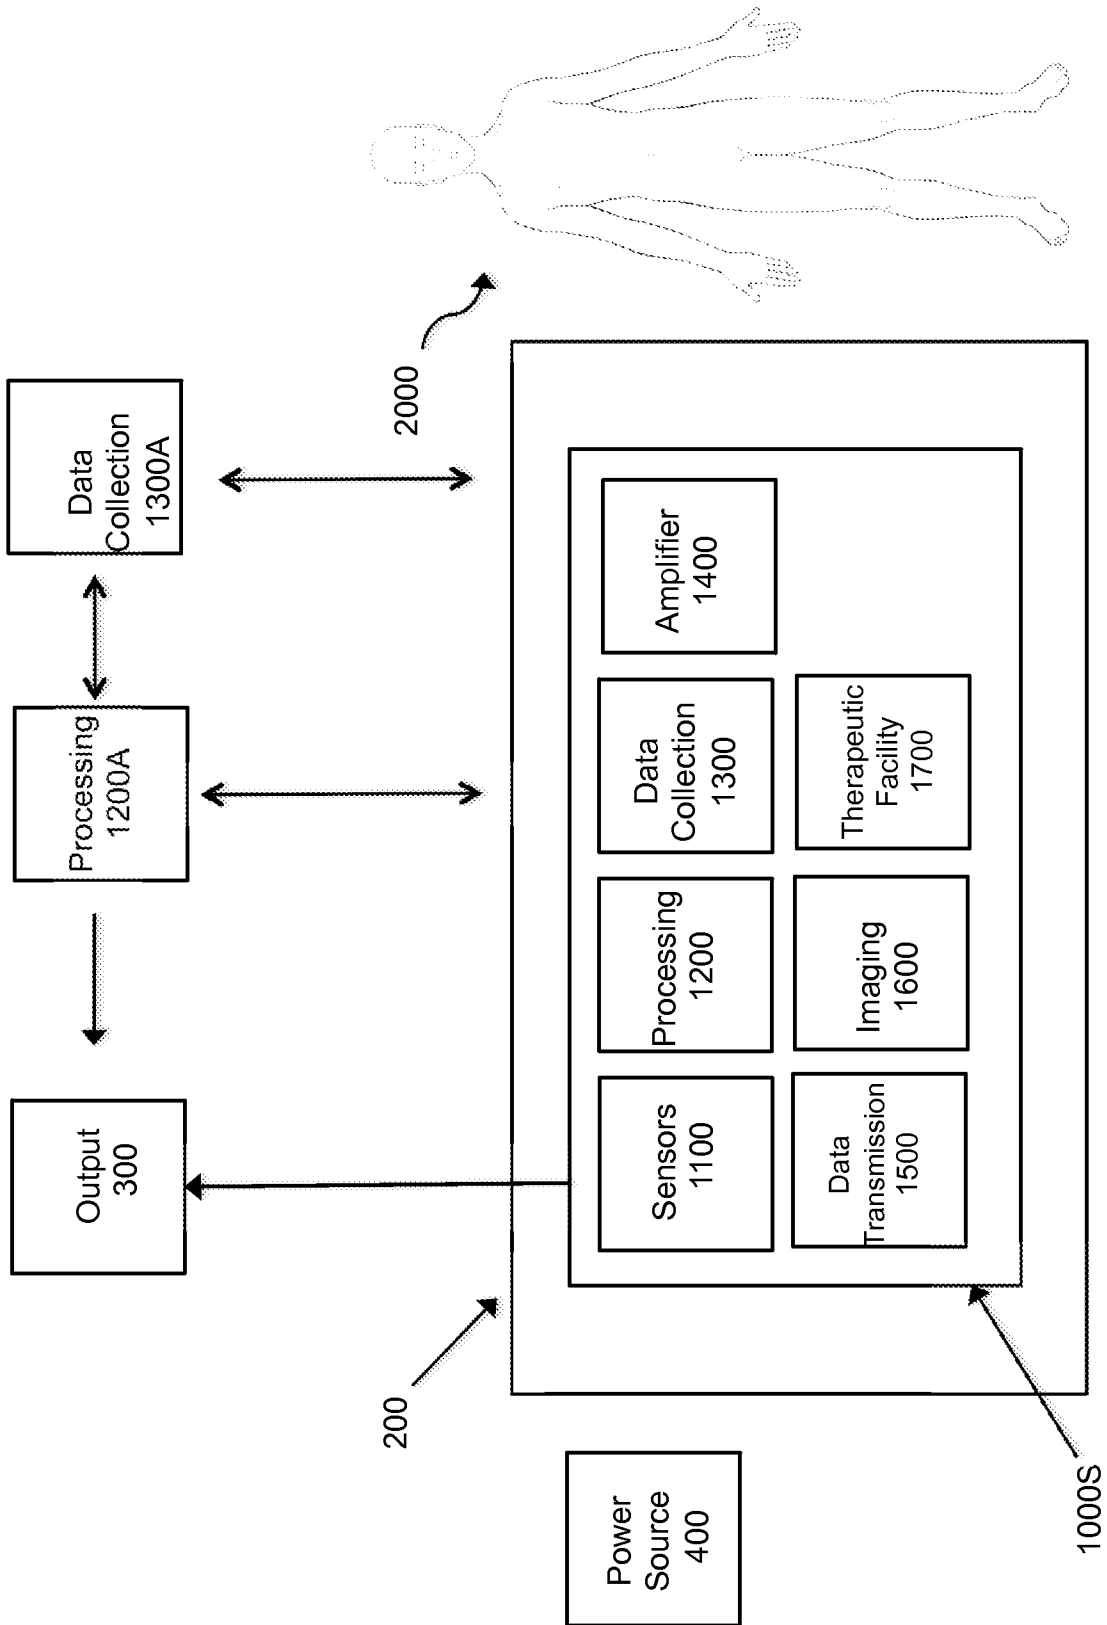 Output
300
Processing
1200A
Data
Collection
1300A
200
2000
Power
Source
400
Sensors
1100
Processing
1200
Data
Collection
1300
Amplifier
1400
Data
Transmission
1500
Imaging
1600
Therapeutic
Facility
1700
1000S